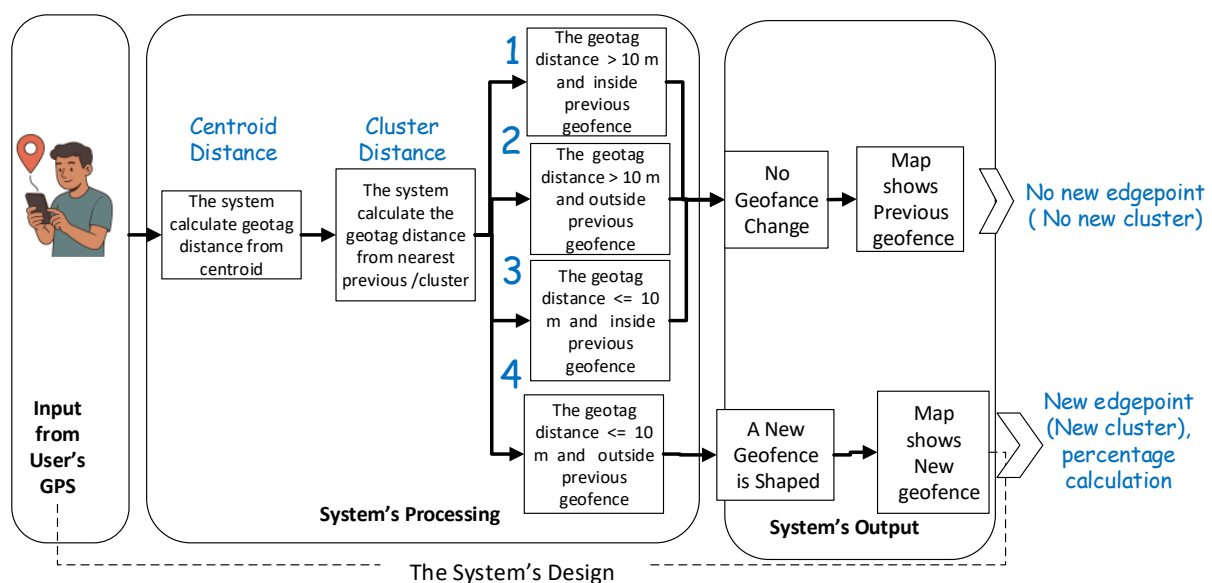 Input
from
User's
GPS
Centroid
Distance
The system
calculate geotag
distance from
centroid
Cluster
Distance
The system
calculate the
geotag distance
from nearest
previous /cluster
1
The geotag
distance > 10 m
and inside
previous
geofence
2
The geotag
distance > 10 m
and outside
previous
geofence
3
The geotag
distance <= 10
m and inside
previous
geofence
4
The geotag
distance <= 10
m and outside
previous
geofence
System's Processing
No
Geofance
Change
Map
shows
Previous
geofence
A New
Geofence
is Shaped
Map
shows
New
geofence
System's Output
No new edgepoint
( No new cluster)
New edgepoint
(New cluster),
percentage
calculation
The System's Design